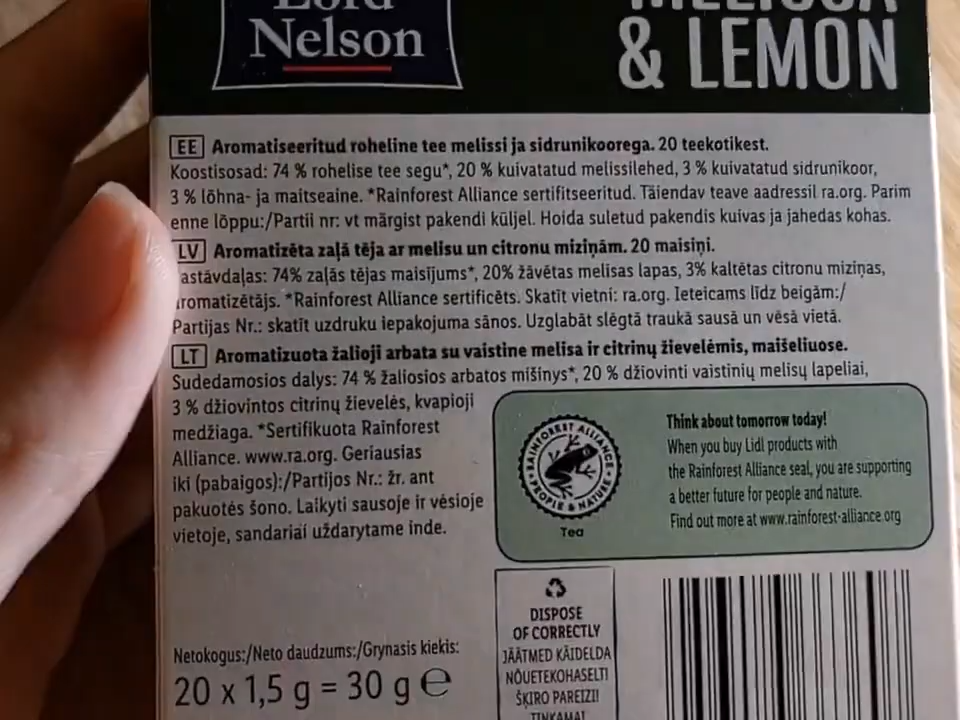 Lord
Nelson
MELISSA
& LEMON
EE Aromatiseeritud roheline tee melissi ja sidrunikoorega. 20 teekotikest.
Koostisosad: 74 % rohelise tee segu*, 20 % kuivatatud melissilehed, 3 % kuivatatud sidrunikoor,
3 % lõhna- ja maitseaine. *Rainforest Alliance sertifitseeritud. Täiendav teave aadressil ra.org. Parim
enne lõppu:/Partii nr: vt märgist pakendi küljel. Hoida suletud pakendis kuivas ja jahedas kohas.
LV Aromatizēta zaļā tēja ar melisu un citronu miziņām. 20 maisiņi.
astāvdaļas: 74% zaļās tējas maisījums*, 20% žāvētas melisas lapas, 3% kaltētas citronu miziņas,
romatizētājs. *Rainforest Alliance sertificēts. Skatīt vietni: ra.org. Ieteicams līdz beigām:/
Partijas Nr.: skatīt uzdruku iepakojuma sānos. Uzglabāt slēgtā traukā sausā un vēsā vietā.
LT Aromatizuota žalioji arbata su vaistine melisa ir citrinų žievelėmis, maišeliuose.
Sudedamosios dalys: 74 % žaliosios arbatos mišinys*, 20 % džiovinti vaistinių melisų lapeliai,
3 % džiovintos citrinų žievelės, kvapioji
medžiaga. *Sertifikuota Rainforest
Alliance. www.ra.org. Geriausias
iki (pabaigos):/Partijos Nr.: žr. ant
pakuotės šono. Laikyti sausoje ir vėsioje
vietoje, sandariai uždarytame inde.
RAINFOREST ALLIANCE
PEOPLE & NATURE
Tea
Think about tomorrow today!
When you buy Lidl products with
the Rainforest Alliance seal, you are supporting
a better future for people and nature.
Find out more at www.rainforest-alliance.org
Netokogus:/Neto daudzums:/Grynasis kiekis:
20 x 1,5 g = 30 g ℮
DISPOSE
OF CORRECTLY
JÄÄTMED KÄIDELDA
NÕUETEKOHASELT!
ŠĶIRO PAREIZI!
TINKAMAI